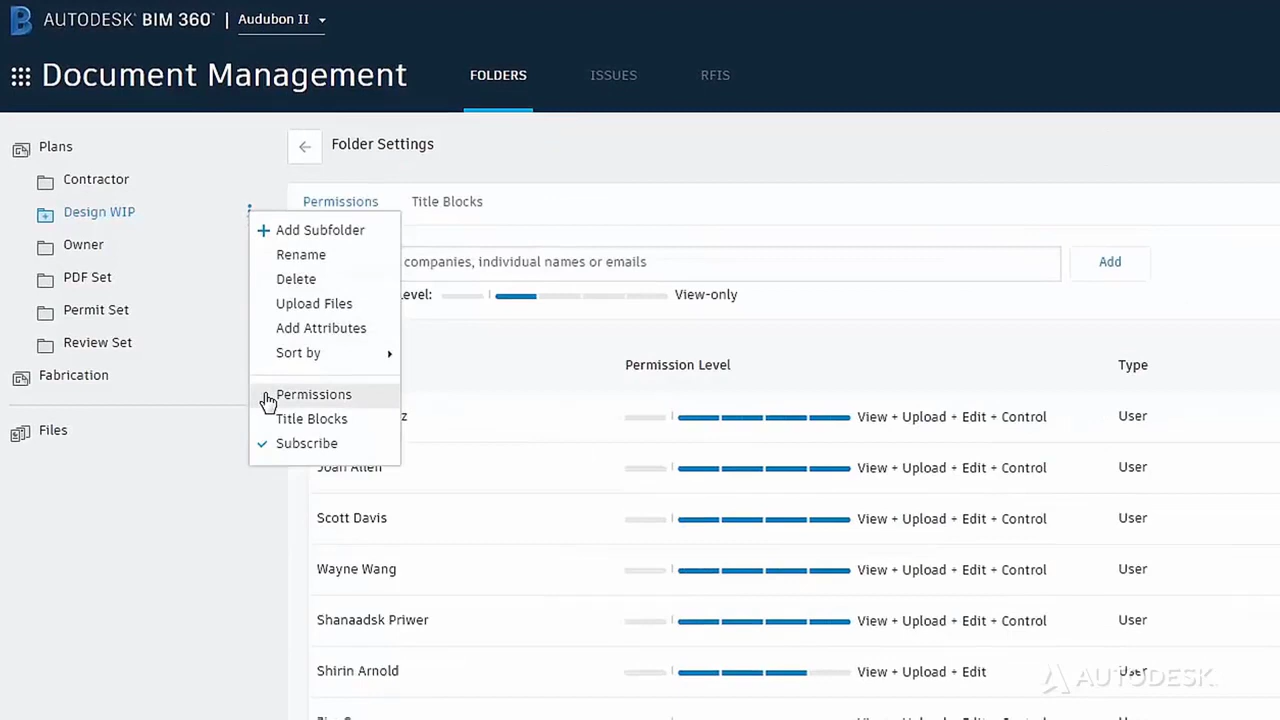 AUTODESK BIM 360 | Audubon II
Document Management
FOLDERS
ISSUES
RFIS
Plans
Contractor
Design WIP
Owner
PDF Set
Permit Set
Review Set
Fabrication
Files
Folder Settings
Permissions
Title Blocks
Add Subfolder
Rename
Delete
Upload Files
Add Attributes
Sort by
Permissions
Title Blocks
Subscribe
companies, individual names or emails
Add
evel:
View-only
Permission Level
Type
z
View + Upload + Edit + Control
User
Joan Allen
View + Upload + Edit + Control
User
Scott Davis
View + Upload + Edit + Control
User
Wayne Wang
View + Upload + Edit + Control
User
Shanaadsk Priwer
View + Upload + Edit + Control
User
Shirin Arnold
View + Upload + Edit
User
AUTODESK